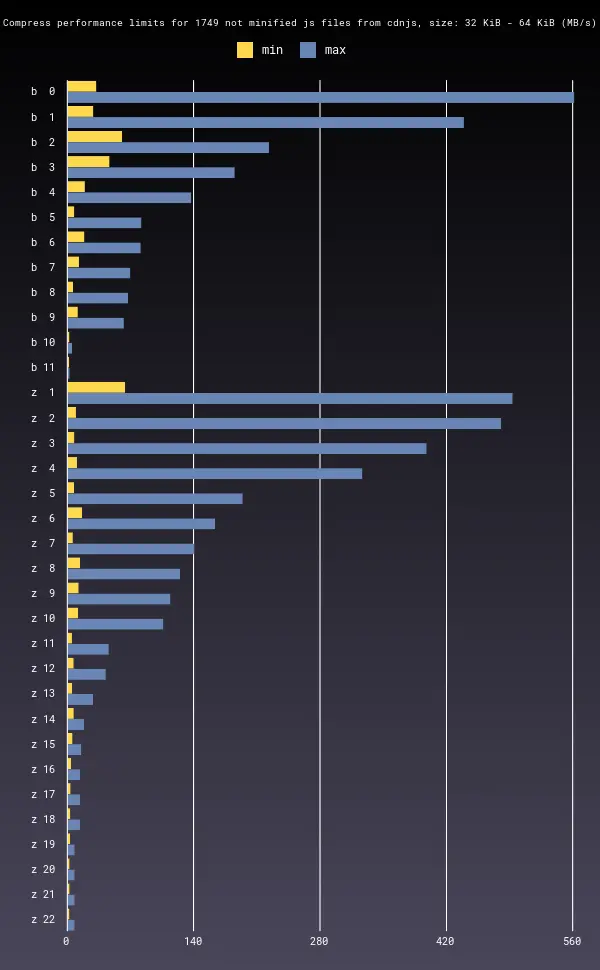 Compress performance limits for 1749 not minified js files from cdnjs, size: 32 KiB - 64 KiB (MB/s)
min max
b 0
b 1
b 2
b 3
b 4
b 5
b 6
b 7
b 8
b 9
b 10
b 11
z 1
z 2
z 3
z 4
z 5
z 6
z 7
z 8
z 9
z 10
z 11
z 12
z 13
z 14
z 15
z 16
z 17
z 18
z 19
z 20
z 21
z 22
0 140 280 420 560